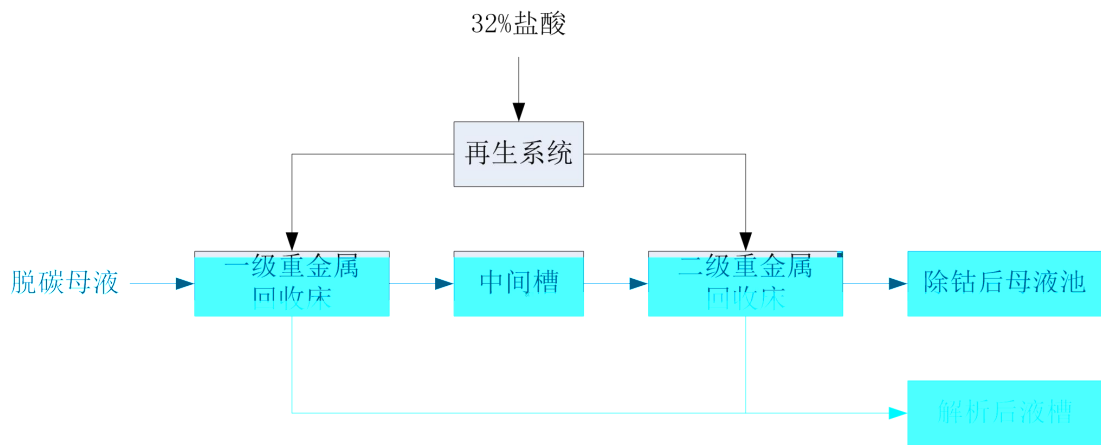 32%盐酸
再生系统
脱碳母液
一级重金属
回收床
中间槽
二级重金属
回收床
除钴后母液池
解析后液槽